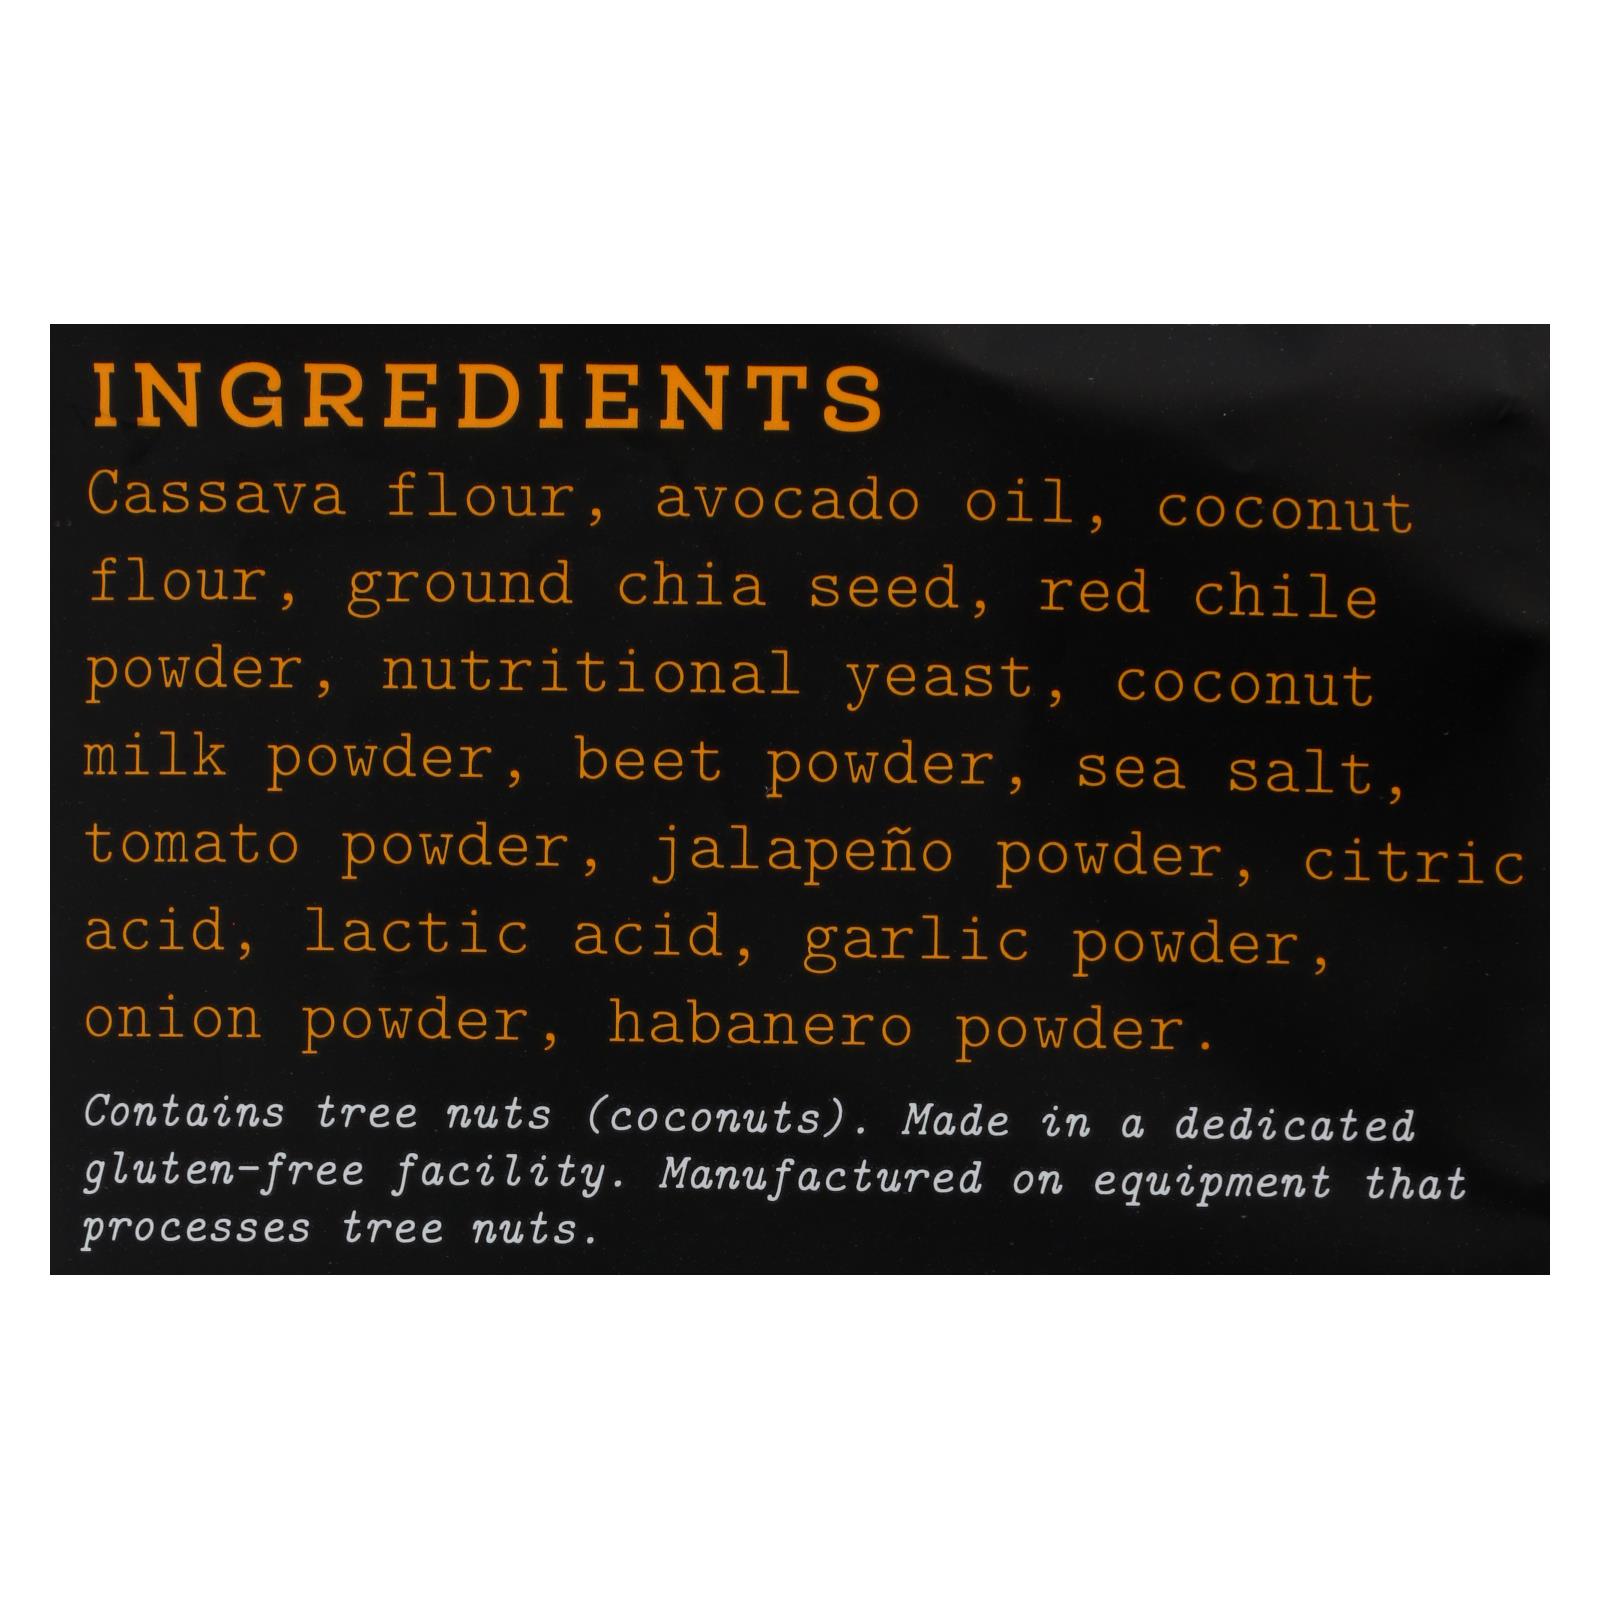 INGREDIENTS
Cassava flour, avocado oil, coconut
flour, ground chia seed, red chile
powder, nutritional yeast, coconut
milk powder, beet powder, sea salt,
tomato powder, jalapeño powder, citric
acid, lactic acid, garlic powder,
onion powder, habanero powder.
Contains tree nuts (coconuts). Made in a dedicated
gluten-free facility. Manufactured on equipment that
processes tree nuts.